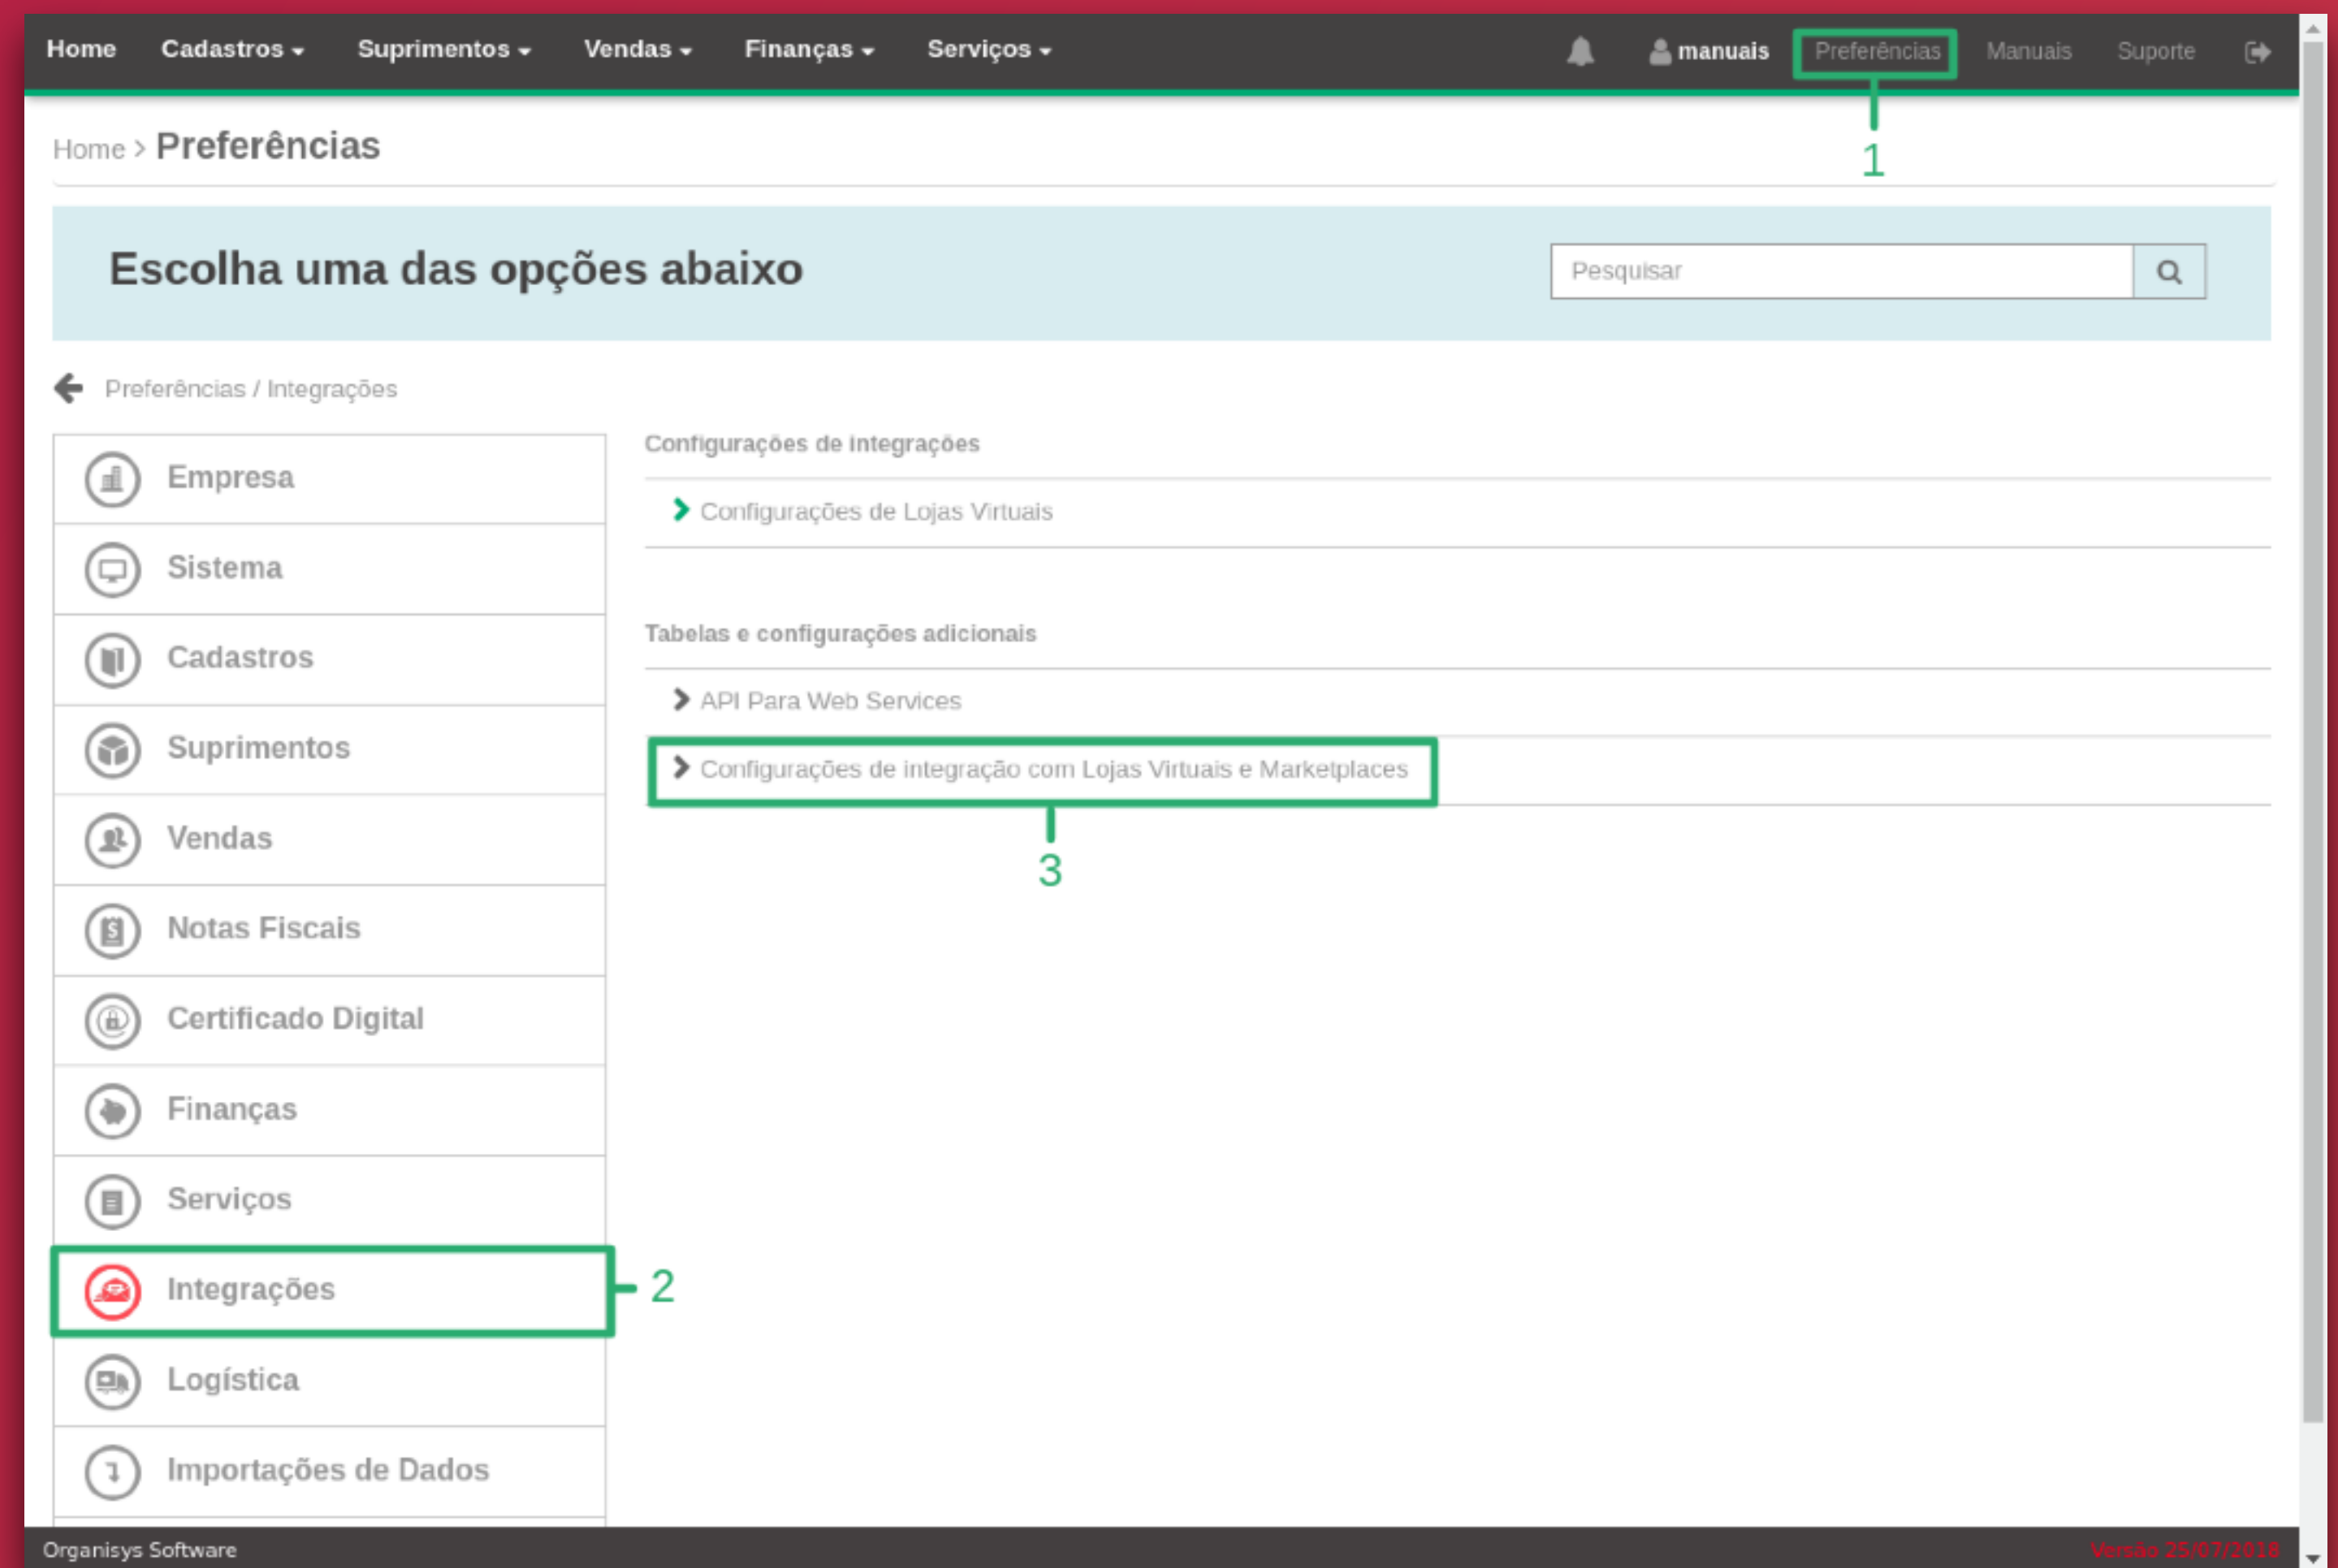 Home Cadastros Suprimentos Vendas Finanças Serviços manuais Preferências Manuais Suporte
1
Home > Preferências
Escolha uma das opções abaixo
Pesquisar
Preferências / Integrações
Empresa
Sistema
Cadastros
Suprimentos
Vendas
Notas Fiscais
Certificado Digital
Finanças
Serviços
Integrações
2
Logística
Importações de Dados
Configurações de integrações
Configurações de Lojas Virtuais
Tabelas e configurações adicionais
API Para Web Services
Configurações de integração com Lojas Virtuais e Marketplaces
3
Organisys Software
Versão 25/07/2018